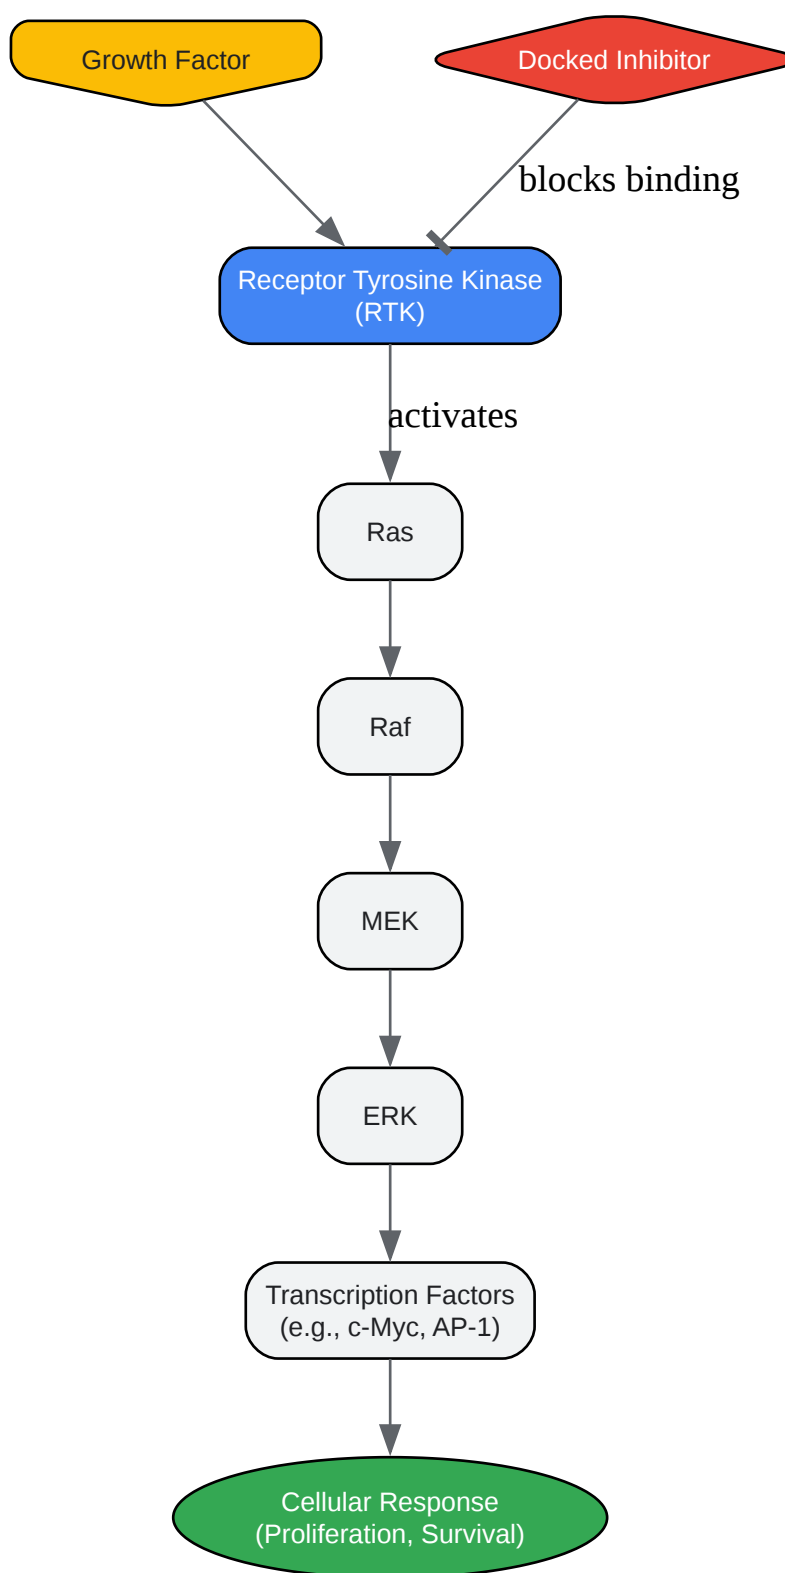 Growth Factor
Docked Inhibitor
blocks binding
Receptor Tyrosine Kinase
(RTK)
activates
Ras
Raf
MEK
ERK
Transcription Factors
(e.g., c-Myc, AP-1)
Cellular Response
(Proliferation, Survival)